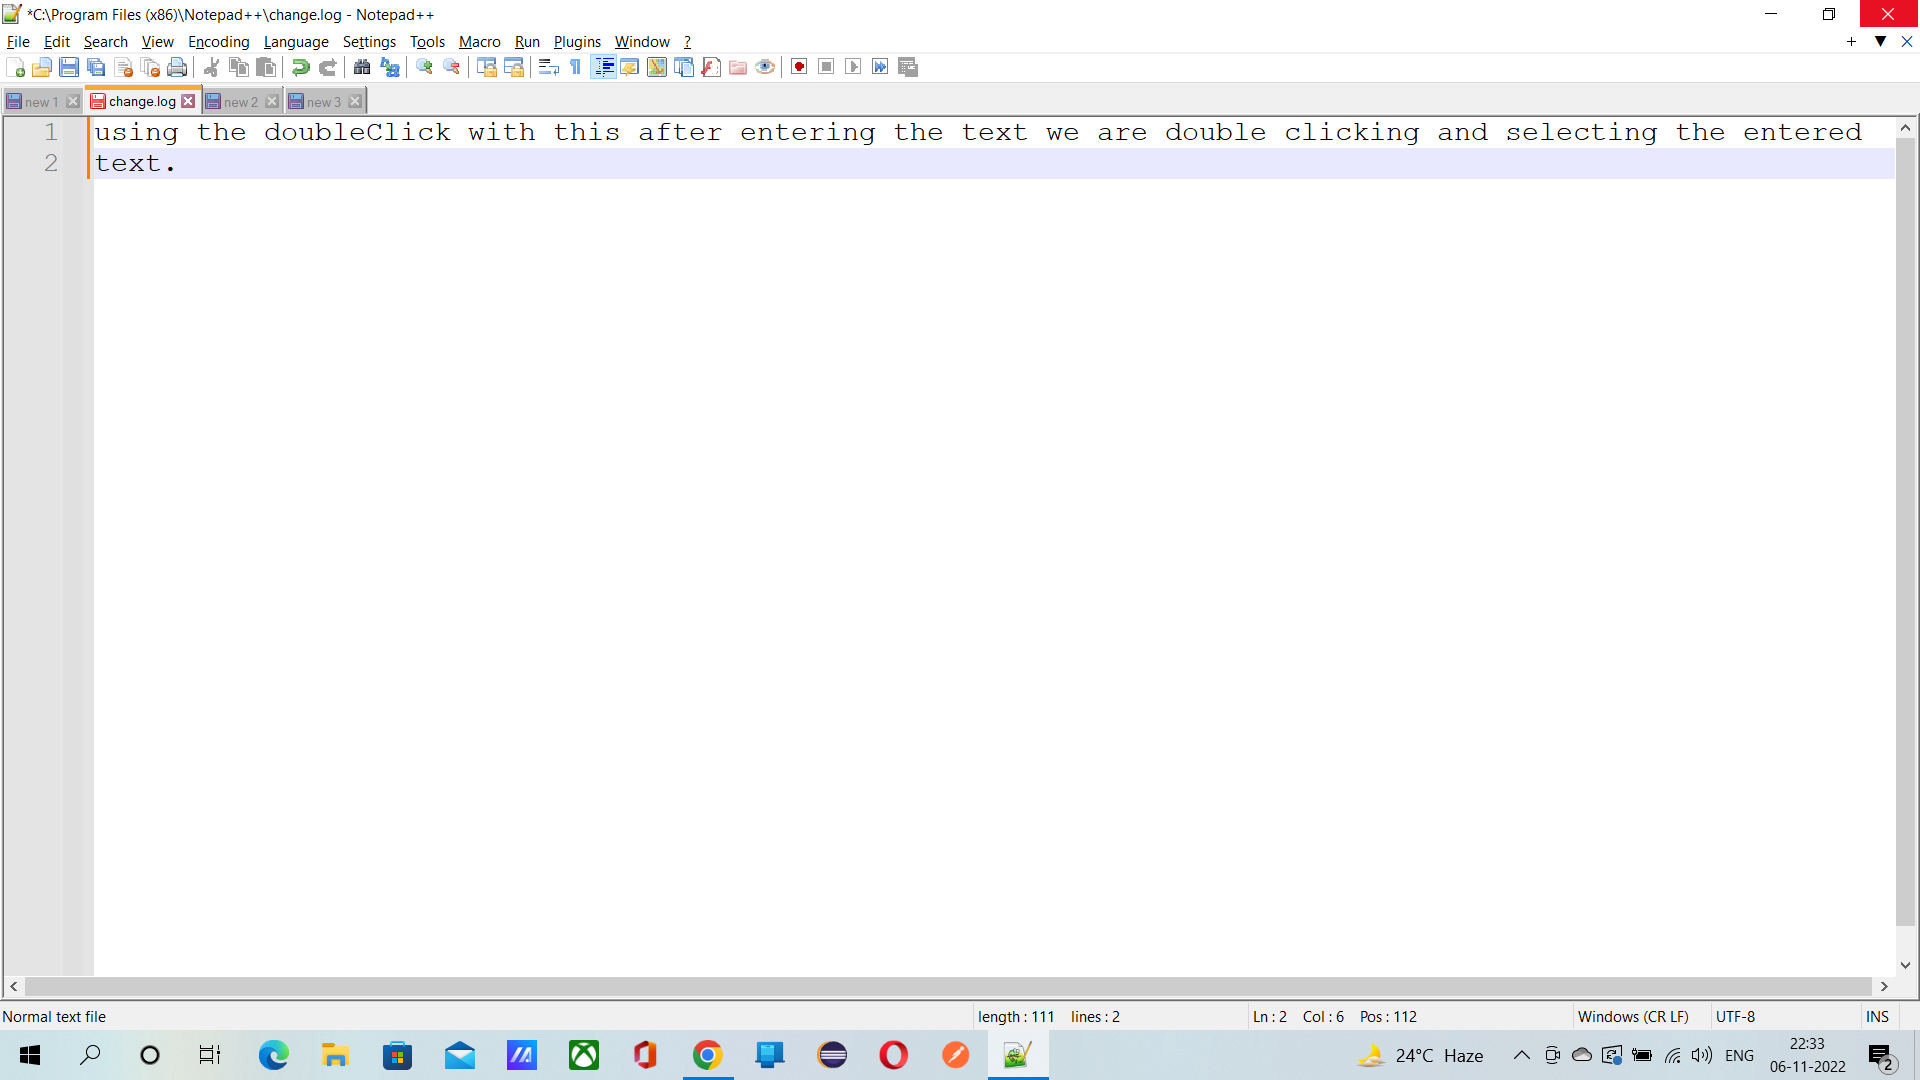 *C:\Program Files (x86)\Notepad++\change.log - Notepad++
File Edit Search View Encoding Language Settings Tools Macro Run Plugins Window ?
new 1 change.log new 2 new 3
1 using the doubleClick with this after entering the text we are double clicking and selecting the entered
2 text.
Normal text file length : 111 lines : 2 Ln : 2 Col : 6 Pos : 112 Windows (CR LF) UTF-8 INS
24°C Haze ENG 22:33
06-11-2022 2